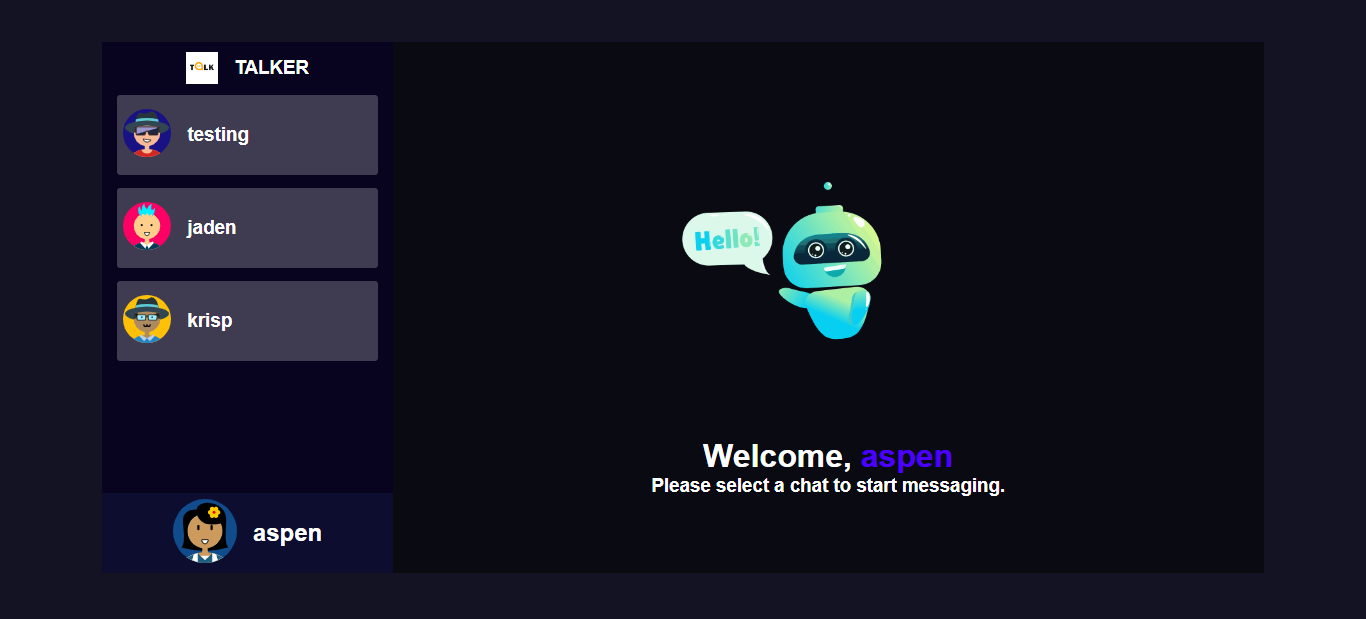 TALK TALKER
testing
jaden
krisp
aspen
Hello!
Welcome, aspen
Please select a chat to start messaging.